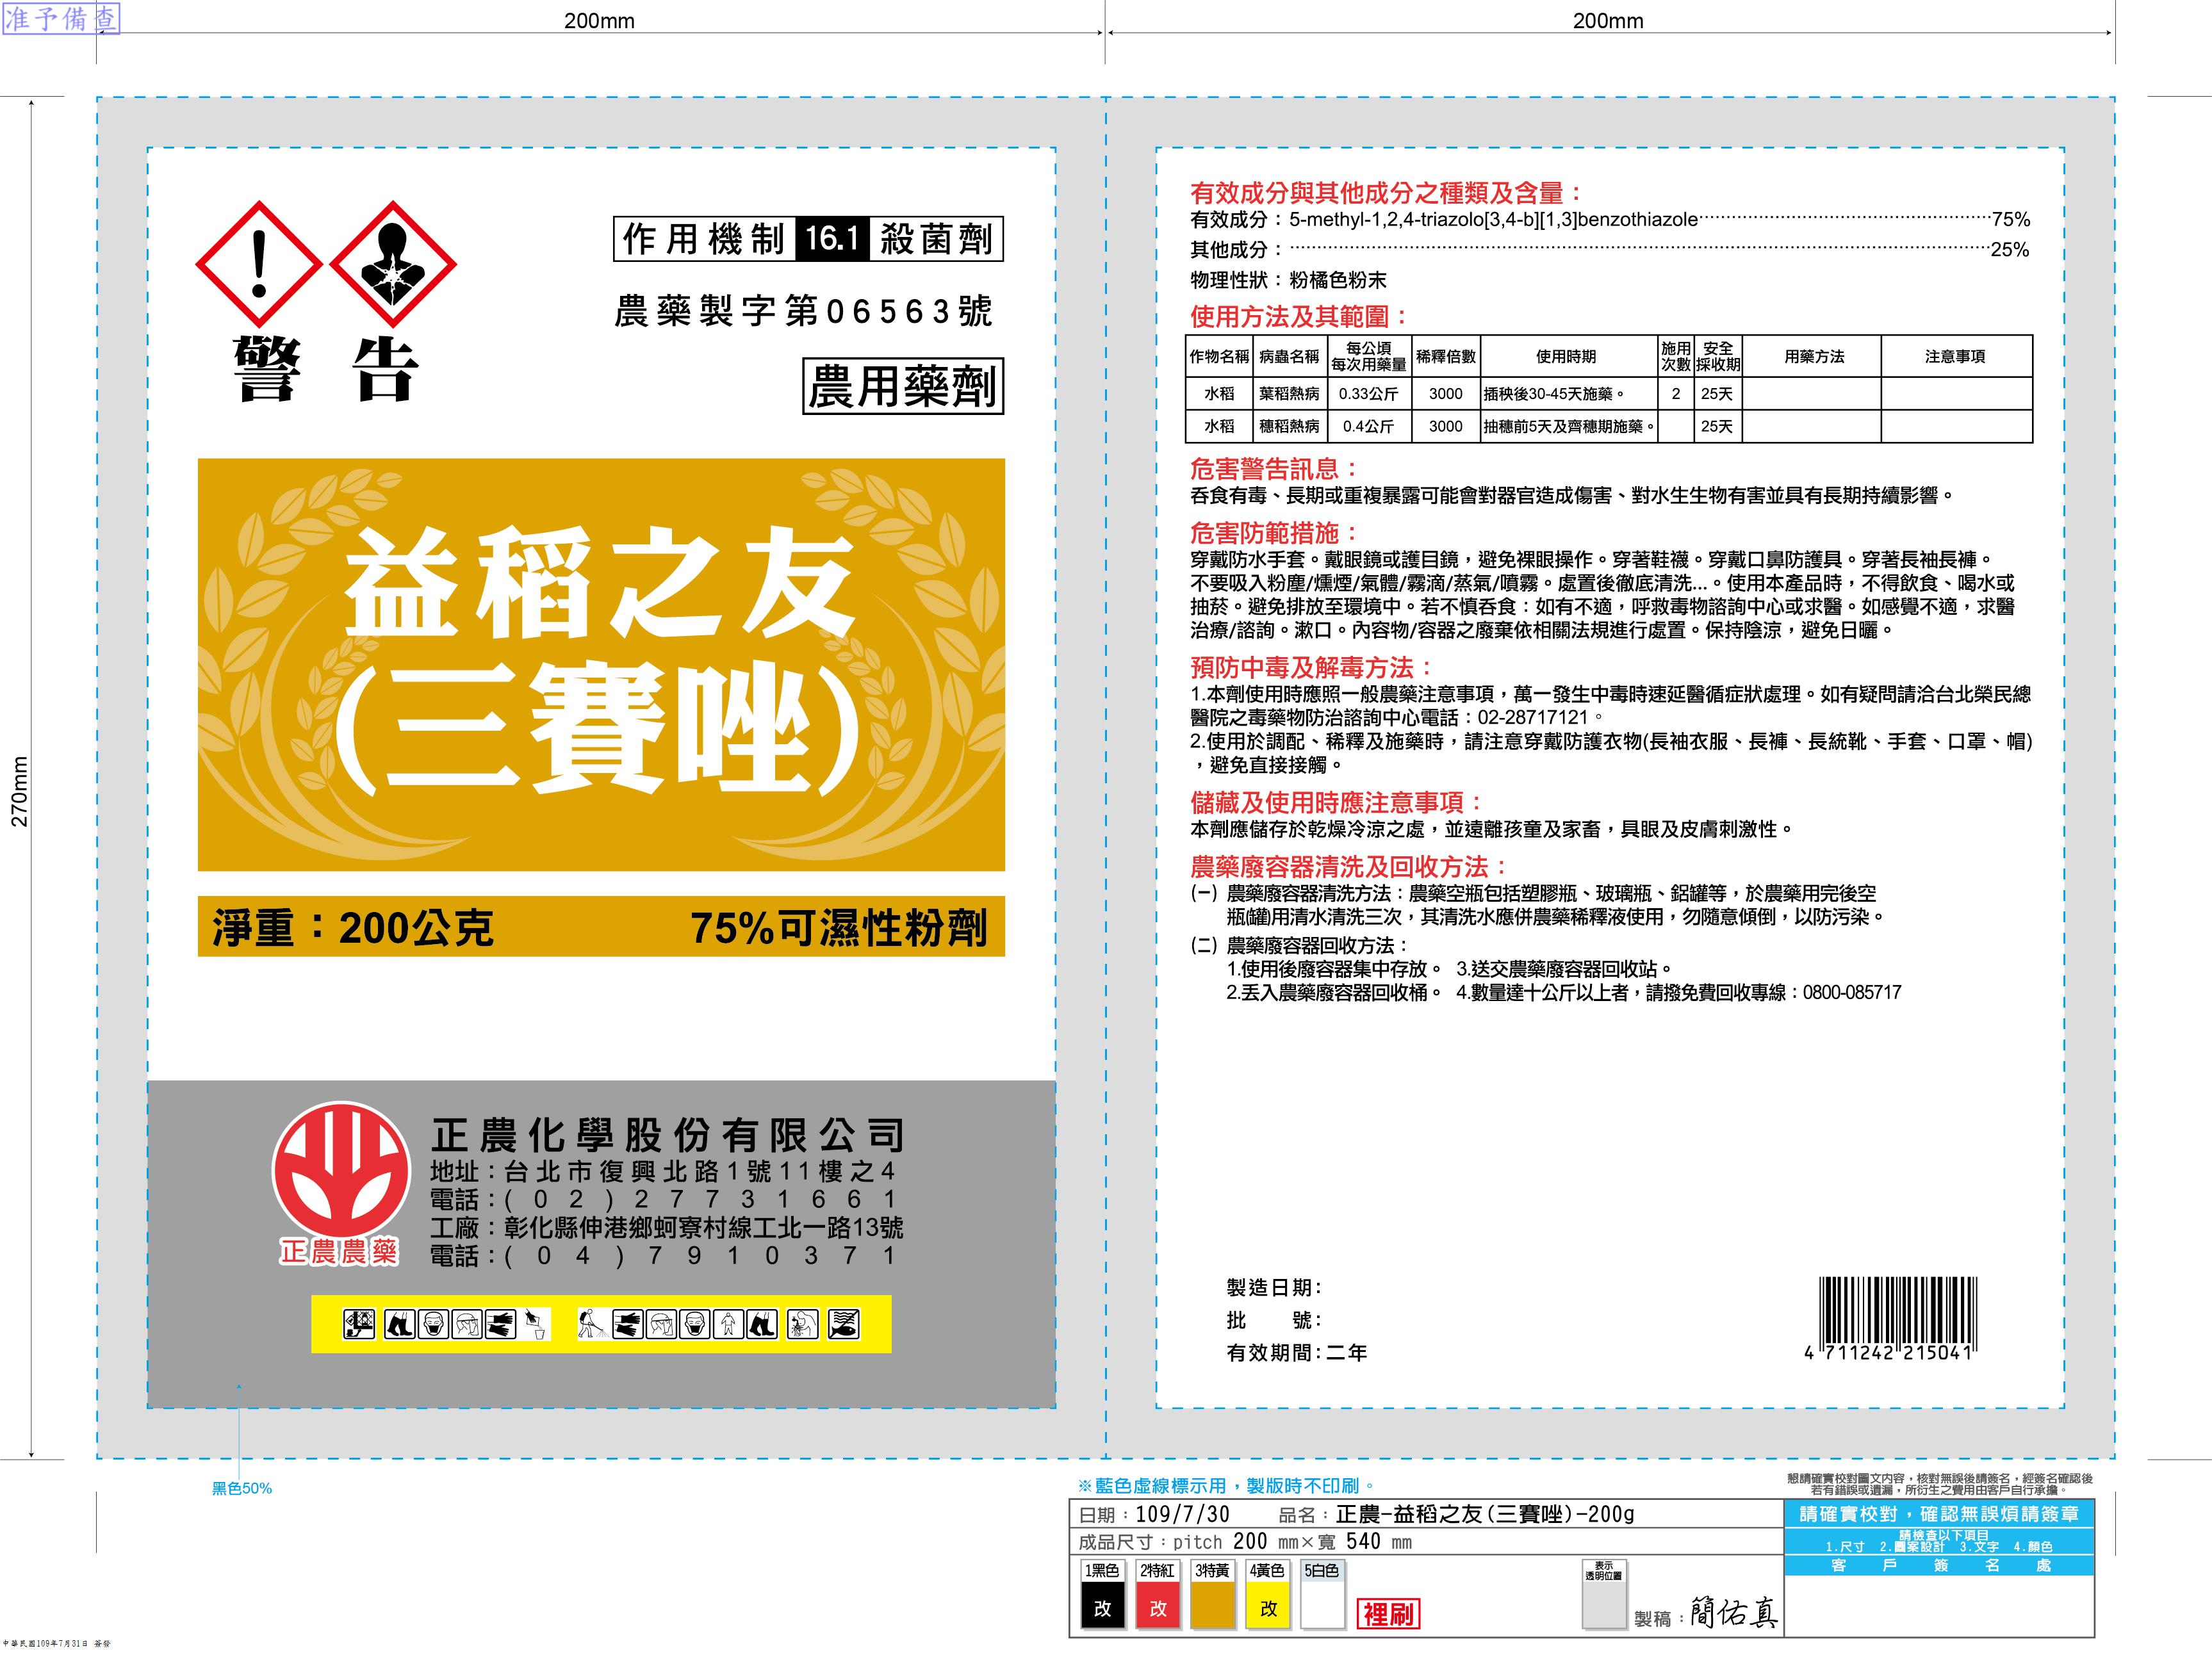 准予備查
200mm
200mm
270mm
作用機制 16.1 殺菌劑
農藥製字第06563號
農用藥劑
警告
益稻之友
(三賽唑)
淨重：200公克 75%可濕性粉劑
正農化學股份有限公司
地址：台北市復興北路1號11樓之4
電話：(02)27731661
工廠：彰化縣伸港鄉蚵寮村線工北一路13號
電話：(04)7910371
正農農藥
黑色50%
有效成分與其他成分之種類及含量：
有效成分：5-methyl-1,2,4-triazolo[3,4-b][1,3]benzothiazole 75%
其他成分： 25%
物理性狀：粉橘色粉末
使用方法及其範圍：
作物名稱 病蟲名稱 每公頃每次用藥量 稀釋倍數 使用時期 施用次數 安全採收期 用藥方法 注意事項
水稻 葉稻熱病 0.33公斤 3000 插秧後30-45天施藥。 2 25天
水稻 穗稻熱病 0.4公斤 3000 抽穗前5天及齊穗期施藥。 25天
危害警告訊息：
吞食有毒、長期或重複暴露可能會對器官造成傷害、對水生生物有害並具有長期持續影響。
危害防範措施：
穿戴防水手套。戴眼鏡或護目鏡，避免裸眼操作。穿著鞋襪。穿戴口鼻防護具。穿著長袖長褲。
不要吸入粉塵/燻煙/氣體/霧滴/蒸氣/噴霧。處置後徹底清洗...。使用本產品時，不得飲食、喝水或
抽菸。避免排放至環境中。若不慎吞食：如有不適，呼救毒物諮詢中心或求醫。如感覺不適，求醫
治療/諮詢。漱口。內容物/容器之廢棄依相關法規進行處置。保持陰涼，避免日曬。
預防中毒及解毒方法：
1.本劑使用時應照一般農藥注意事項，萬一發生中毒時速延醫循症狀處理。如有疑問請洽台北榮民總
醫院之毒藥物防治諮詢中心電話：02-28717121。
2.使用於調配、稀釋及施藥時，請注意穿戴防護衣物(長袖衣服、長褲、長統靴、手套、口罩、帽)
，避免直接接觸。
儲藏及使用時應注意事項：
本劑應儲存於乾燥冷涼之處，並遠離孩童及家畜，具眼及皮膚刺激性。
農藥廢容器清洗及回收方法：
(一) 農藥廢容器清洗方法：農藥空瓶包括塑膠瓶、玻璃瓶、鋁罐等，於農藥用完後空
瓶(罐)用清水清洗三次，其清洗水應併農藥稀釋液使用，勿隨意傾倒，以防污染。
(二) 農藥廢容器回收方法：
1.使用後廢容器集中存放。 3.送交農藥廢容器回收站。
2.丟入農藥廢容器回收桶。 4.數量達十公斤以上者，請撥免費回收專線：0800-085717
製造日期：
批 號：
有效期間：二年
4 711242 215041
※藍色虛線標示用，製版時不印刷。
懇請確實校對圖文內容，核對無誤後請簽名，經簽名確認後
若有錯誤或遺漏，所衍生之費用由客戶自行承擔。
日期：109/7/30 品名：正農-益稻之友(三賽唑)-200g
成品尺寸：pitch 200 mm×寬 540 mm
1黑色 2特紅 3特黃 4黃色 5白色
改 改 改
裡刷
表示
透明位置
製稿：簡佑真
請確實校對，確認無誤煩請簽章
請檢查以下項目
1.尺寸 2.圖案設計 3.文字 4.顏色
客戶簽名處
中華民國109年7月31日 簽發